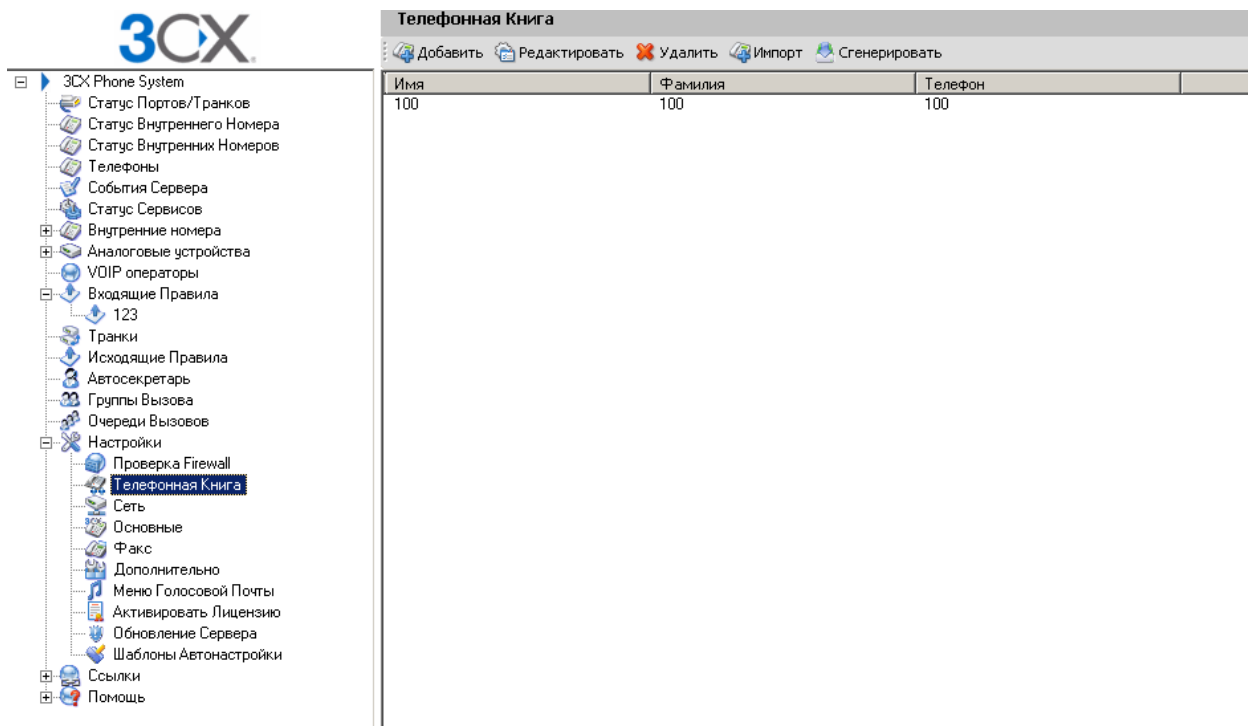 3CX
3CX Phone System
Статус Портов/Транков
Статус Внутреннего Номера
Статус Внутренних Номеров
Телефоны
События Сервера
Статус Сервисов
Внутренние номера
Аналоговые устройства
VOIP операторы
Входящие Правила
123
Транки
Исходящие Правила
Автосекретарь
Группы Вызова
Очереди Вызовов
Настройки
Проверка Firewall
Телефонная Книга
Сеть
Основные
Факс
Дополнительно
Меню Голосовой Почты
Активировать Лицензию
Обновление Сервера
Шаблоны Автонастройки
Ссылки
Помощь
Телефонная Книга
Добавить Редактировать Удалить Импорт Сгенерировать
Имя Фамилия Телефон
100 100 100